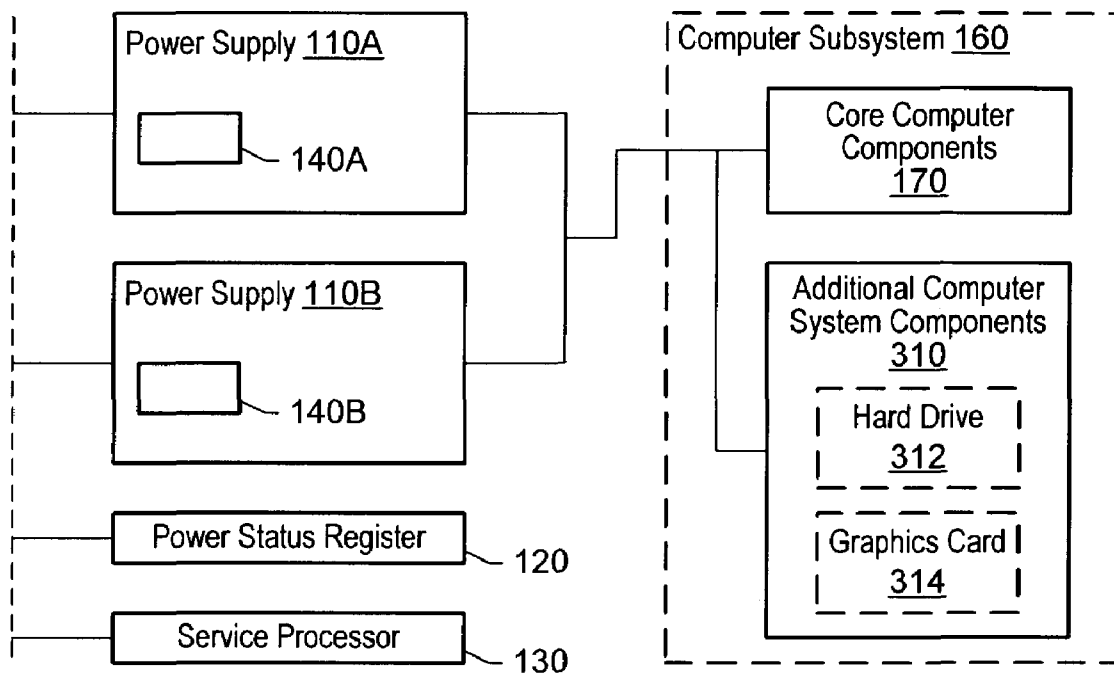 Power Supply 110A
140A
Power Supply 110B
140B
Power Status Register
120
Service Processor
130
Computer Subsystem 160
Core Computer
Components
170
Additional Computer
System Components
310
Hard Drive
312
Graphics Card
314